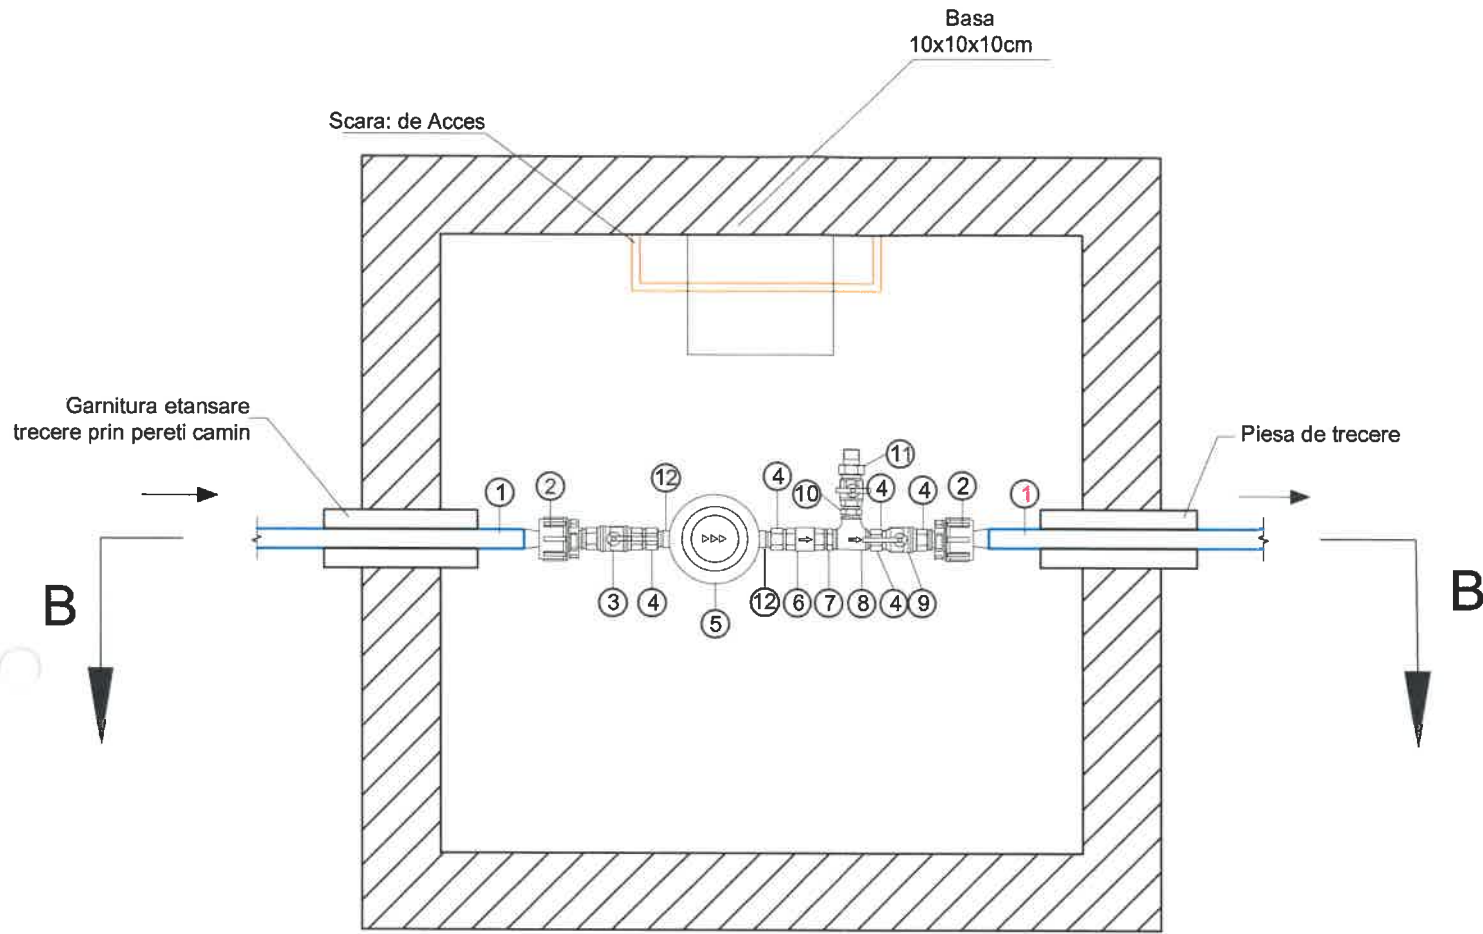 Basa
10x10x10cm
Scara: de Acces
Garnitura etansare
trecere prin pereti camin
Piesa de trecere
11
12 4 10 4 4 2
1 2 1
B B
3 4 5 12 6 7 8 4 9